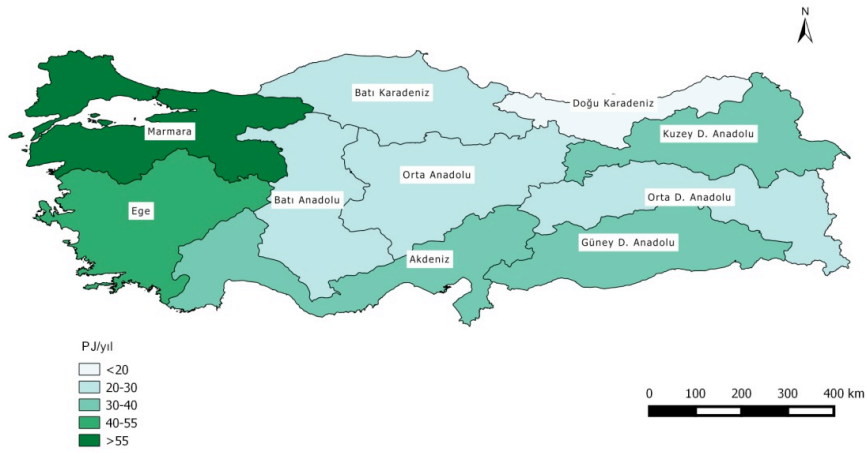 N
Batı Karadeniz
Doğu Karadeniz
Marmara
Kuzey D. Anadolu
Orta Anadolu
Batı Anadolu
Orta D. Anadolu
Ege
Güney D. Anadolu
Akdeniz
PJ/yıl
<20
20-30
30-40
40-55
>55
0 100 200 300 400 km